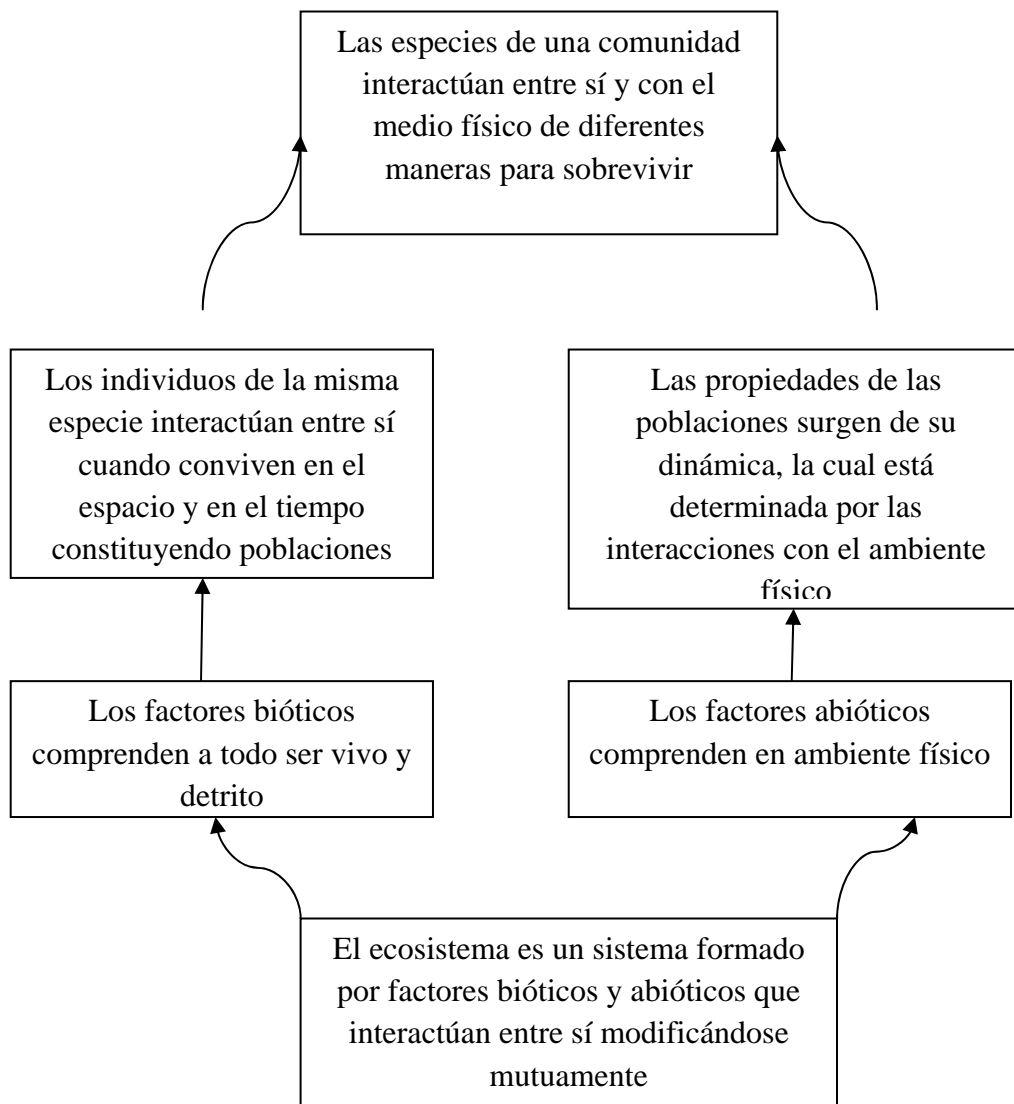 Las especies de una comunidad
interactúan entre sí y con el
medio físico de diferentes
maneras para sobrevivir
Los individuos de la misma
especie interactúan entre sí
cuando conviven en el
espacio y en el tiempo
constituyendo poblaciones
Las propiedades de las
poblaciones surgen de su
dinámica, la cual está
determinada por las
interacciones con el ambiente
físico
Los factores bióticos
comprenden a todo ser vivo y
detrito
Los factores abióticos
comprenden en ambiente físico
El ecosistema es un sistema formado
por factores bióticos y abióticos que
interactúan entre sí modificándose
mutuamente